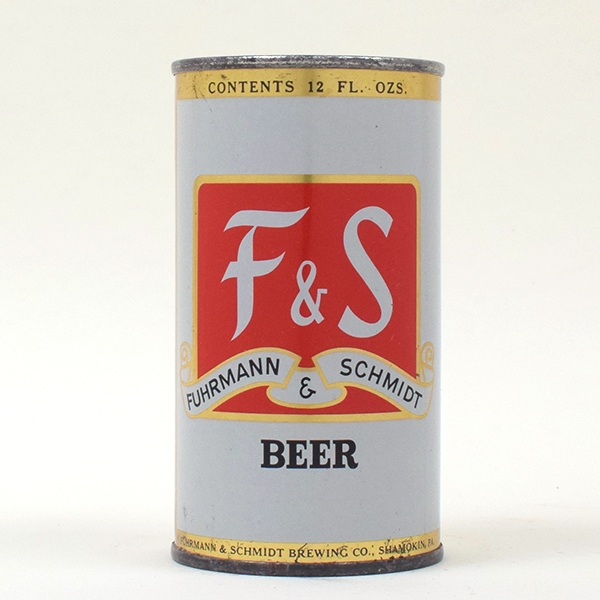 CONTENTS 12 FL. OZS.
F & S
FUHRMANN & SCHMIDT
BEER
FUHRMANN & SCHMIDT BREWING CO., SHAMOKIN, PA.